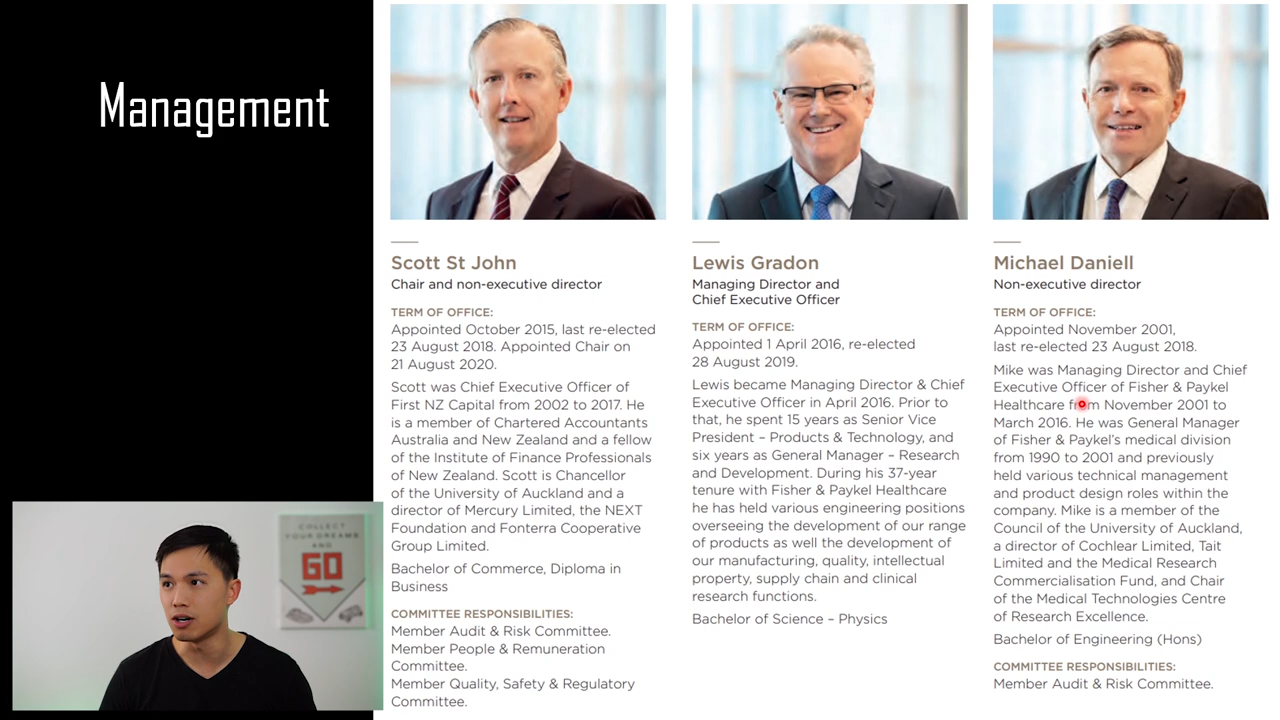 Management
Scott St John
Chair and non-executive director
TERM OF OFFICE:
Appointed October 2015, last re-elected
23 August 2018. Appointed Chair on
21 August 2020.
Scott was Chief Executive Officer of
First NZ Capital from 2002 to 2017. He
is a member of Chartered Accountants
Australia and New Zealand and a fellow
of the Institute of Finance Professionals
of New Zealand. Scott is Chancellor
of the University of Auckland and a
director of Mercury Limited, the NEXT
Foundation and Fonterra Cooperative
Group Limited.
Bachelor of Commerce, Diploma in
Business
COMMITTEE RESPONSIBILITIES:
Member Audit & Risk Committee.
Member People & Remuneration
Committee.
Member Quality, Safety & Regulatory
Committee.
Lewis Gradon
Managing Director and
Chief Executive Officer
TERM OF OFFICE:
Appointed 1 April 2016, re-elected
28 August 2019.
Lewis became Managing Director & Chief
Executive Officer in April 2016. Prior to
that, he spent 15 years as Senior Vice
President – Products & Technology, and
six years as General Manager – Research
and Development. During his 37-year
tenure with Fisher & Paykel Healthcare
he has held various engineering positions
overseeing the development of our range
of products as well the development of
our manufacturing, quality, intellectual
property, supply chain and clinical
research functions.
Bachelor of Science – Physics
Michael Daniell
Non-executive director
TERM OF OFFICE:
Appointed November 2001,
last re-elected 23 August 2018.
Mike was Managing Director and Chief
Executive Officer of Fisher & Paykel
Healthcare from November 2001 to
March 2016. He was General Manager
of Fisher & Paykel's medical division
from 1990 to 2001 and previously
held various technical management
and product design roles within the
company. Mike is a member of the
Council of the University of Auckland,
a director of Cochlear Limited, Tait
Limited and the Medical Research
Commercialisation Fund, and Chair
of the Medical Technologies Centre
of Research Excellence.
Bachelor of Engineering (Hons)
COMMITTEE RESPONSIBILITIES:
Member Audit & Risk Committee.
COLLECT
YOUR DREAMS
AND
GO